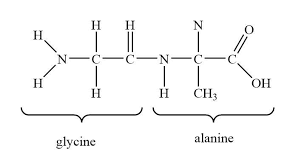 H H H N O
N C C N C C
H H H CH3 OH
glycine alanine